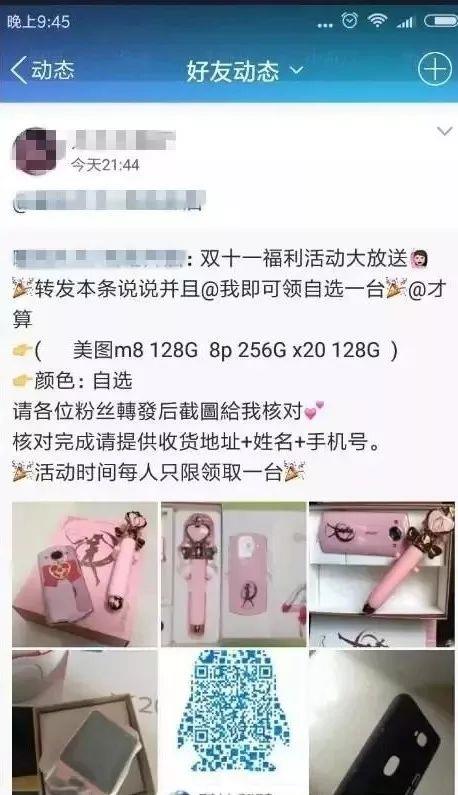 晚上9:45
动态
好友动态
今天21:44
@
: 双十一福利活动大放送
转发本条说说并且@我即可领自选一台@才
算
( 美图m8 128G 8p 256G x20 128G )
颜色：自选
请各位粉丝轉發后截圖給我核对
核对完成请提供收货地址+姓名+手机号。
活动时间每人只限领取一台